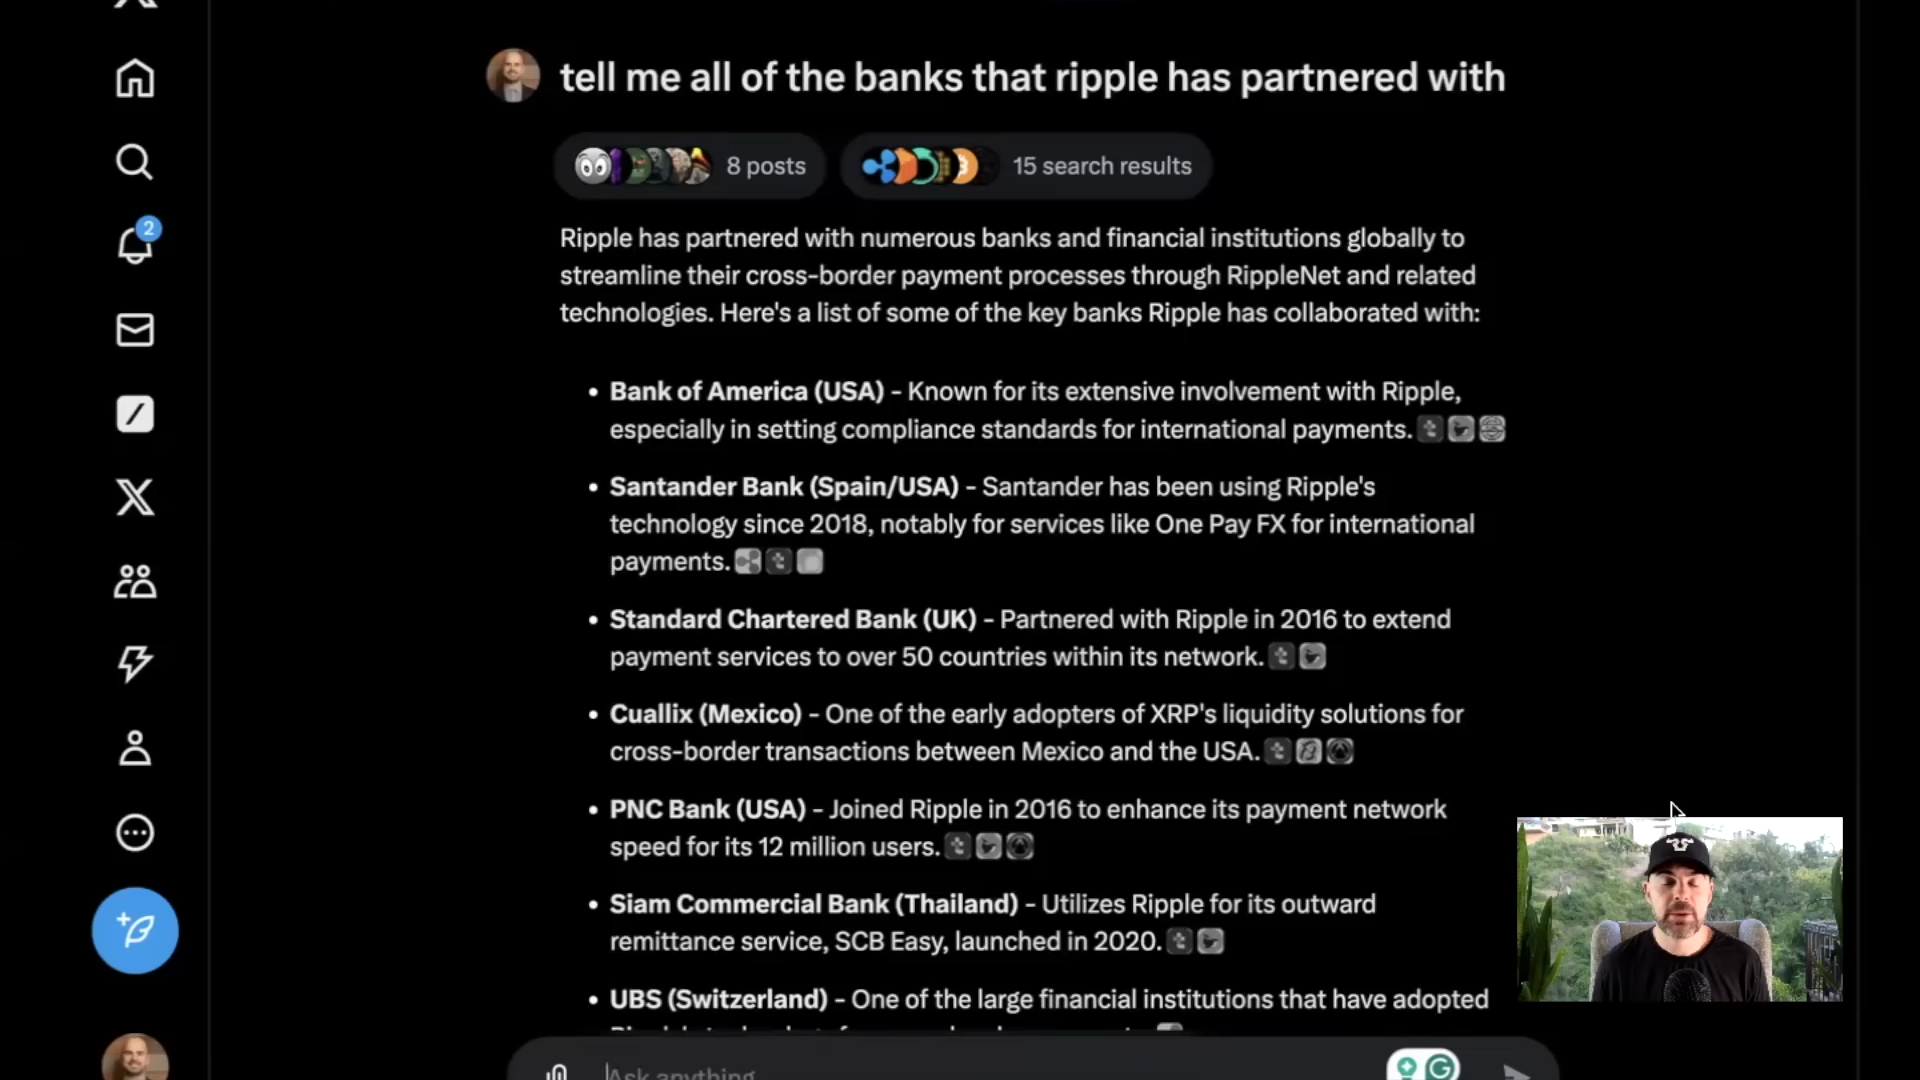 tell me all of the banks that ripple has partnered with
8 posts
15 search results
Ripple has partnered with numerous banks and financial institutions globally to
streamline their cross-border payment processes through RippleNet and related
technologies. Here's a list of some of the key banks Ripple has collaborated with:
• Bank of America (USA) - Known for its extensive involvement with Ripple,
especially in setting compliance standards for international payments.
• Santander Bank (Spain/USA) - Santander has been using Ripple's
technology since 2018, notably for services like One Pay FX for international
payments.
• Standard Chartered Bank (UK) - Partnered with Ripple in 2016 to extend
payment services to over 50 countries within its network.
• Cuallix (Mexico) - One of the early adopters of XRP's liquidity solutions for
cross-border transactions between Mexico and the USA.
• PNC Bank (USA) - Joined Ripple in 2016 to enhance its payment network
speed for its 12 million users.
• Siam Commercial Bank (Thailand) - Utilizes Ripple for its outward
remittance service, SCB Easy, launched in 2020.
• UBS (Switzerland) - One of the large financial institutions that have adopted
Ask anything
2